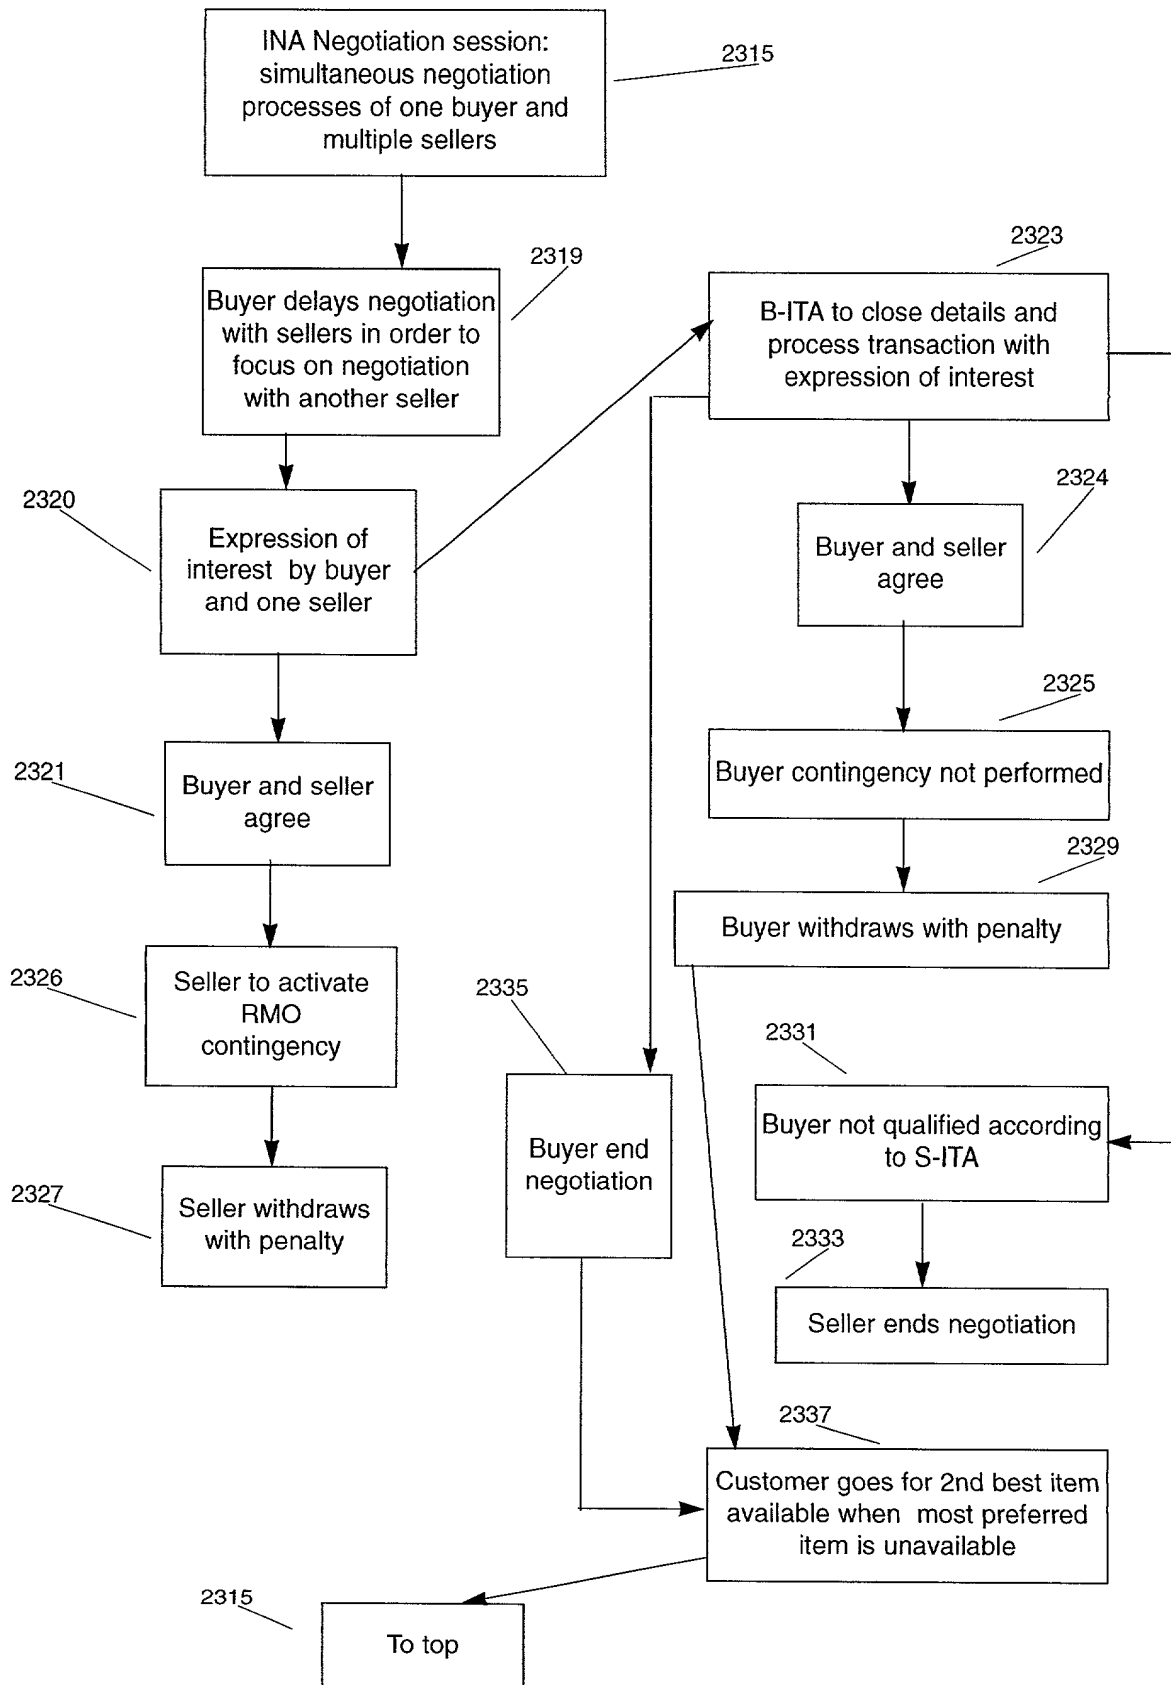 INA Negotiation session:
simultaneous negotiation
processes of one buyer and
multiple sellers
2315
2319
Buyer delays negotiation
with sellers in order to
focus on negotiation
with another seller
2323
B-ITA to close details and
process transaction with
expression of interest
2320
Expression of
interest by buyer
and one seller
2324
Buyer and seller
agree
2325
Buyer contingency not performed
2321
Buyer and seller
agree
2329
Buyer withdraws with penalty
2326
Seller to activate
RMO
contingency
2335
Buyer end
negotiation
2331
Buyer not qualified according
to S-ITA
2327
Seller withdraws
with penalty
2333
Seller ends negotiation
2337
Customer goes for 2nd best item
available when most preferred
item is unavailable
2315
To top